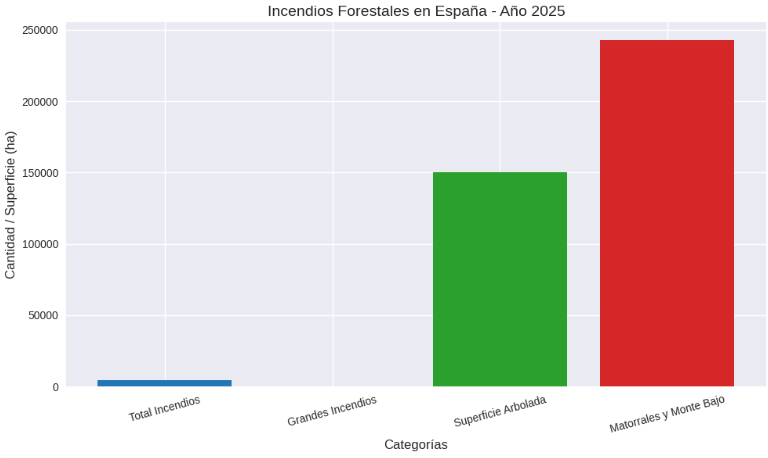 Incendios Forestales en España - Año 2025
Cantidad / Superficie (ha)
250000
200000
150000
100000
50000
0
Total Incendios
Grandes Incendios
Superficie Arbolada
Matorrales y Monte Bajo
Categorías